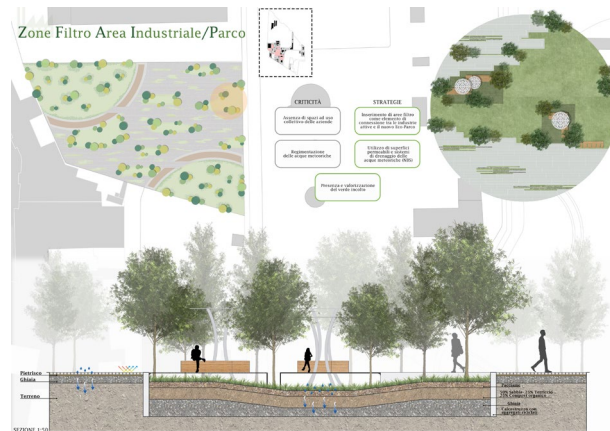 Zone Filtro Area Industriale/Parco
CRITICITÀ
STRATEGIE
Assenza di spazi ad uso
collettivo delle aziende
Inserimento di aree filtro
come elemento di
connessione tra le industrie
attive e il nuovo Eco Parco
Regimentazione
delle acque meteoriche
Utilizzo di superfici
permeabili e sistemi
di drenaggio delle
acque meteoriche
Presenza e valorizzazione
del verde incolto
Pietrisco
Ghiaia
Terreno
Terriccio
Ghiaia
SEZIONE 1:50